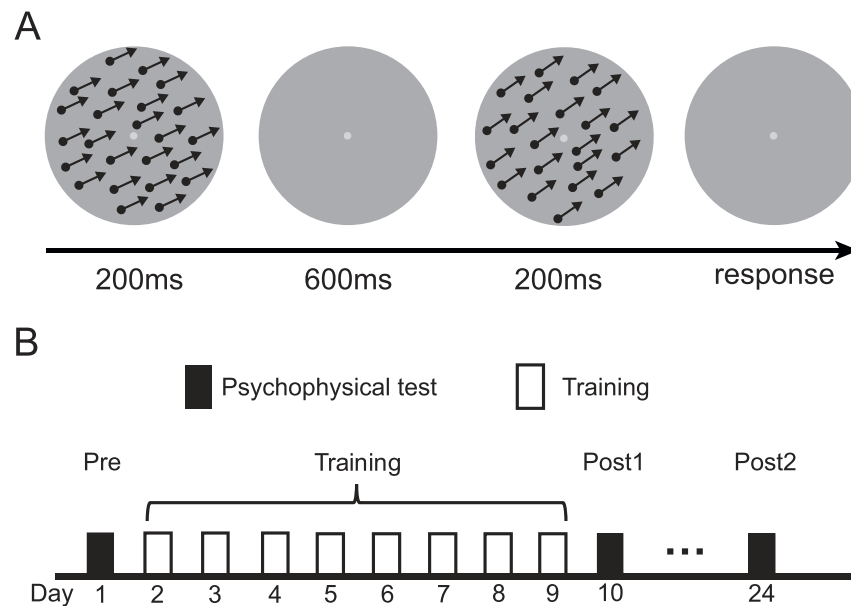 A
200ms 600ms 200ms response
B
Psychophysical test Training
Pre Training Post1 Post2
...
Day 1 2 3 4 5 6 7 8 9 10 24